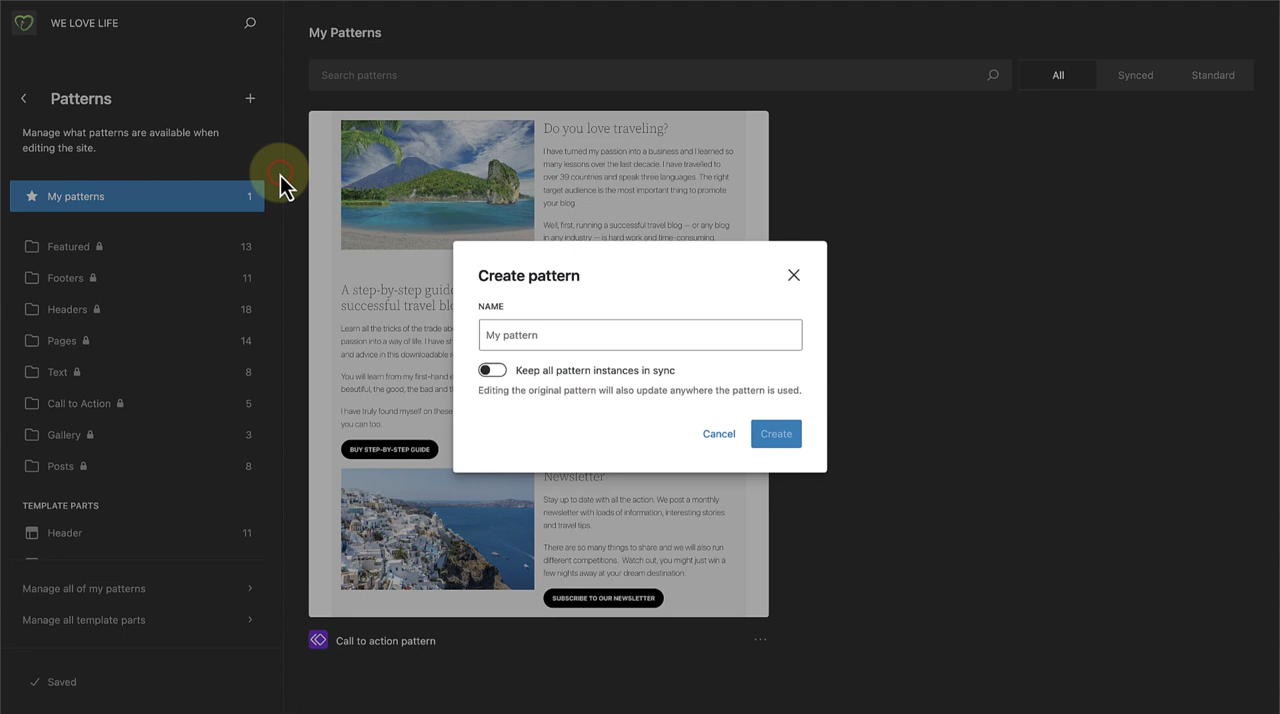 WE LOVE LIFE
Patterns
Manage what patterns are available when
editing the site.
My patterns 1
Featured 13
Footers 11
Headers 18
Pages 14
Text 8
Call to Action 5
Gallery 3
Posts 8
TEMPLATE PARTS
Header 11
Manage all of my patterns
Manage all template parts
Saved
My Patterns
Search patterns
All Synced Standard
Do you love traveling?
I have turned my passion into a business and I learned so
many lessons over the last decade. I have travelled to
over 39 countries and speak three languages. The right
target audience is the most important thing to promote
your blog.
Well, first, running a successful travel blog — or any blog
in any industry — is hard work and time-consuming.
A step-by-step guide
successful travel blo
Learn all the tricks of the trade abo
passion into a way of life. I have sh
and advice in this downloadable r
You will learn from my first-hand e
beautiful, the good, the bad and t
I have truly found myself on these
you can too.
BUY STEP-BY-STEP GUIDE
Newsletter
Stay up to date with all the action. We post a monthly
newsletter with loads of information, interesting stories
and travel tips.
There are so many things to share and we will also run
different competitions. Watch out, you might just win a
few nights away at your dream destination.
SUBSCRIBE TO OUR NEWSLETTER
Call to action pattern
Create pattern
NAME
My pattern
Keep all pattern instances in sync
Editing the original pattern will also update anywhere the pattern is used.
Cancel Create